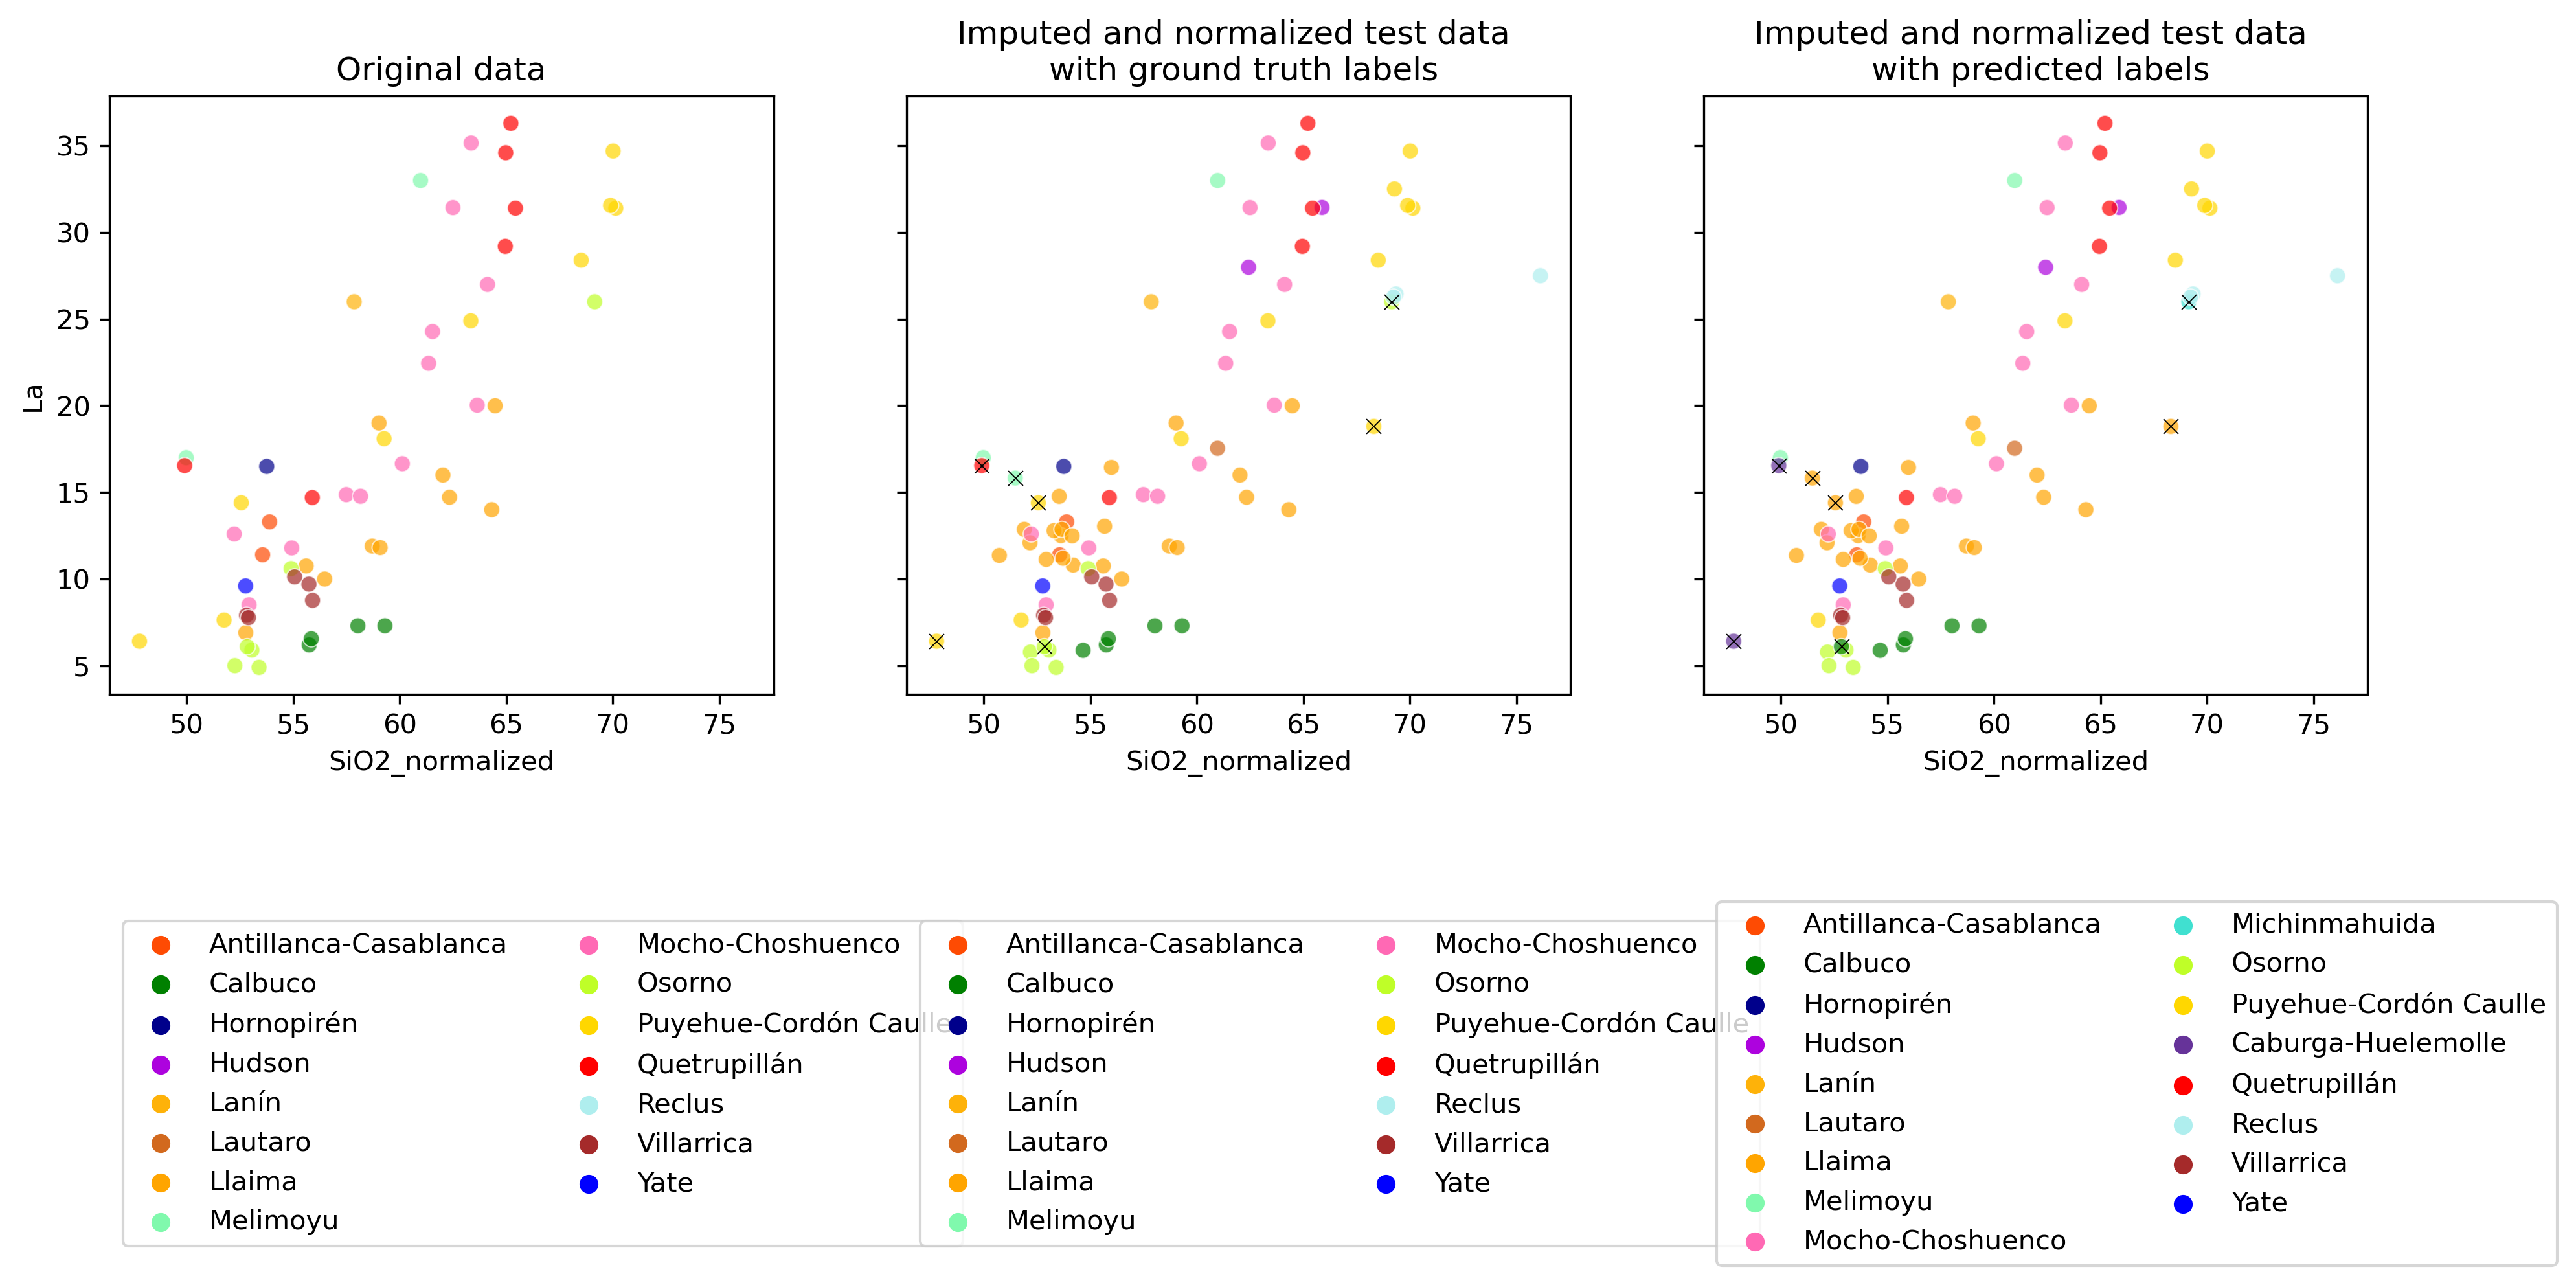 Original data
Imputed and normalized test data
with ground truth labels
Imputed and normalized test data
with predicted labels
La
35
30
25
20
15
10
5
50 55 60 65 70 75
SiO2_normalized
50 55 60 65 70 75
SiO2_normalized
50 55 60 65 70 75
SiO2_normalized
Antillanca-Casablanca
Calbuco
Hornopirén
Hudson
Lanín
Lautaro
Llaima
Melimoyu
Mocho-Choshuenco
Osorno
Puyehue-Cordón Caulle
Quetrupillán
Reclus
Villarrica
Yate
Antillanca-Casablanca
Calbuco
Hornopirén
Hudson
Lanín
Lautaro
Llaima
Melimoyu
Mocho-Choshuenco
Osorno
Puyehue-Cordón Caulle
Quetrupillán
Reclus
Villarrica
Yate
Antillanca-Casablanca
Calbuco
Hornopirén
Hudson
Lanín
Lautaro
Llaima
Melimoyu
Mocho-Choshuenco
Michinmahuida
Osorno
Puyehue-Cordón Caulle
Caburga-Huelemolle
Quetrupillán
Reclus
Villarrica
Yate